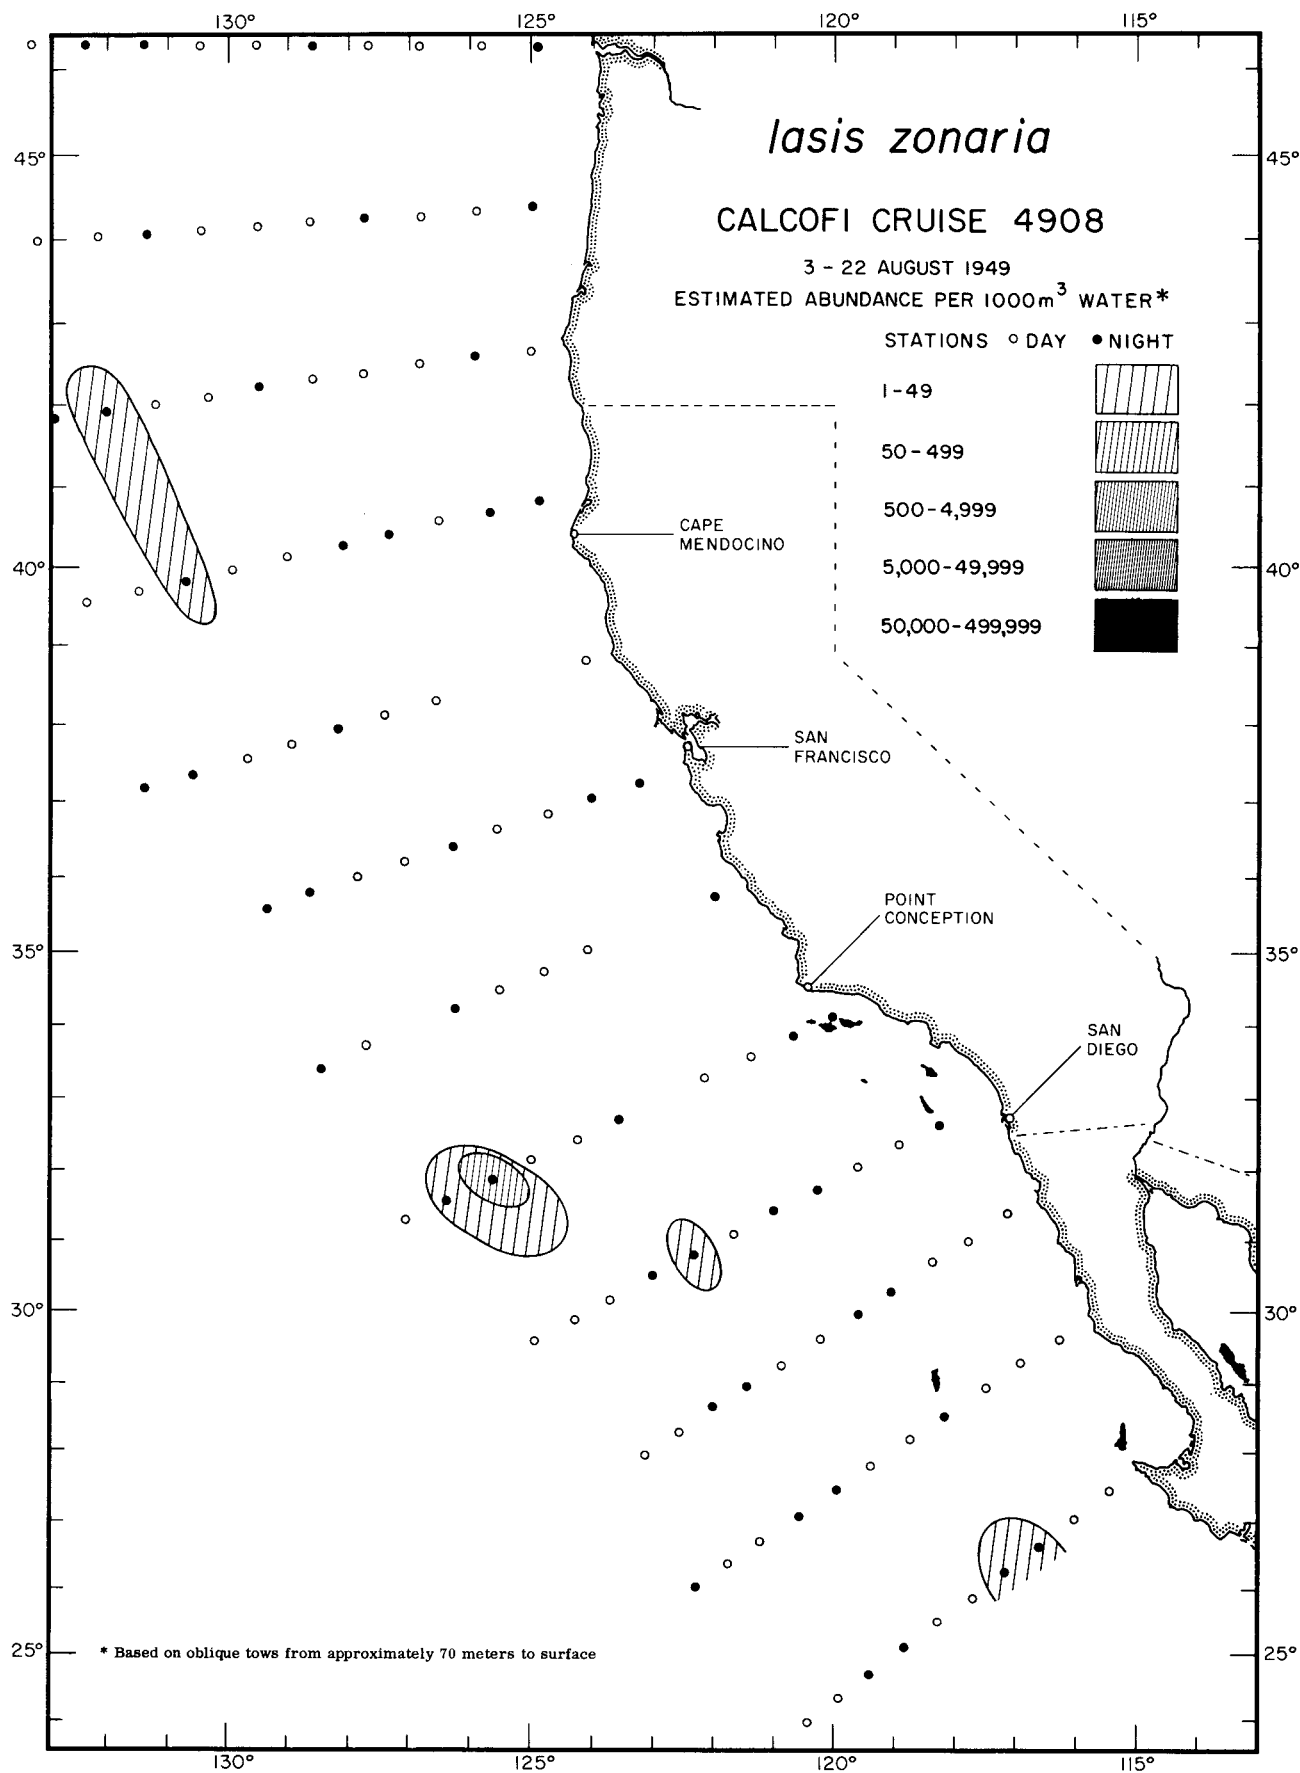 130° 125° 120° 115°
Iasis zonaria
45° 45°
CALCOFI CRUISE 4908
3 - 22 AUGUST 1949
ESTIMATED ABUNDANCE PER 1000m³ WATER*
STATIONS ○ DAY ● NIGHT
1-49
50-499
500-4,999
5,000-49,999
50,000-499,999
CAPE
MENDOCINO
40° 40°
SAN
FRANCISCO
POINT
CONCEPTION
35° 35°
SAN
DIEGO
30° 30°
25° 25°
* Based on oblique tows from approximately 70 meters to surface
130° 125° 120° 115°